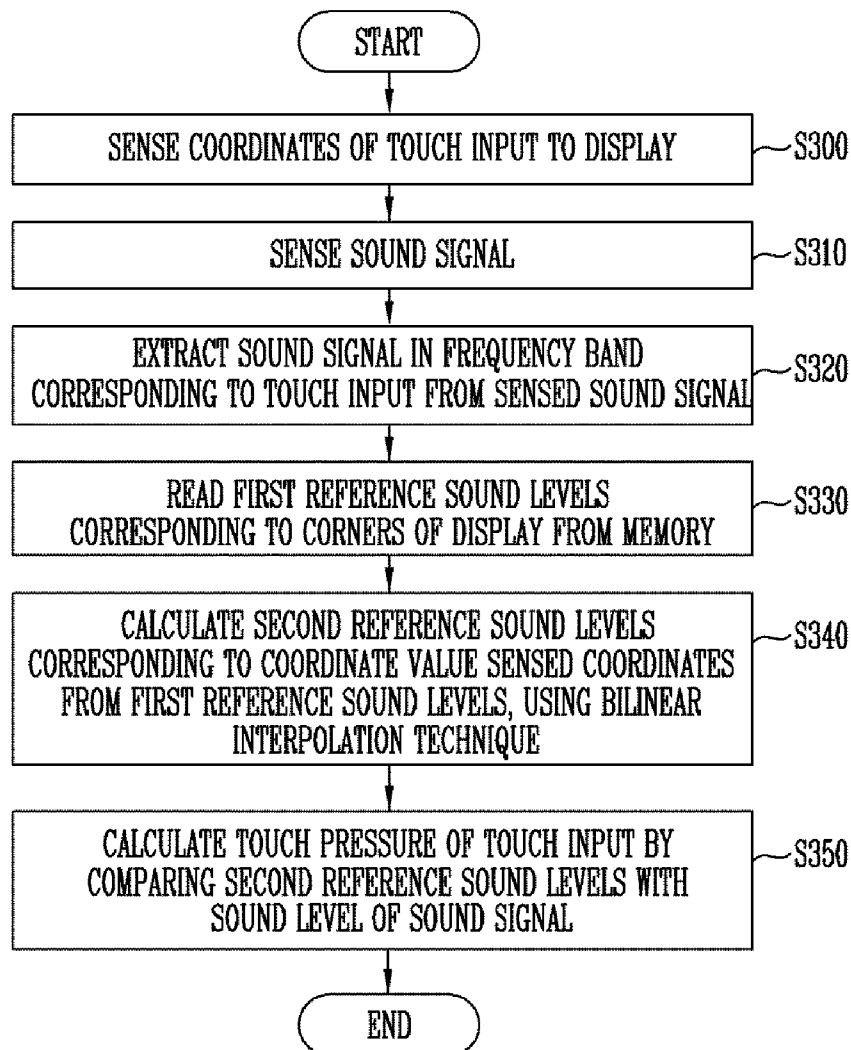 START
SENSE COORDINATES OF TOUCH INPUT TO DISPLAY
S300
SENSE SOUND SIGNAL
S310
EXTRACT SOUND SIGNAL IN FREQUENCY BAND
CORRESPONDING TO TOUCH INPUT FROM SENSED SOUND SIGNAL
S320
READ FIRST REFERENCE SOUND LEVELS
CORRESPONDING TO CORNERS OF DISPLAY FROM MEMORY
S330
CALCULATE SECOND REFERENCE SOUND LEVELS
CORRESPONDING TO COORDINATE VALUE SENSED COORDINATES
FROM FIRST REFERENCE SOUND LEVELS, USING BILINEAR
INTERPOLATION TECHNIQUE
S340
CALCULATE TOUCH PRESSURE OF TOUCH INPUT BY
COMPARING SECOND REFERENCE SOUND LEVELS WITH
SOUND LEVEL OF SOUND SIGNAL
S350
END